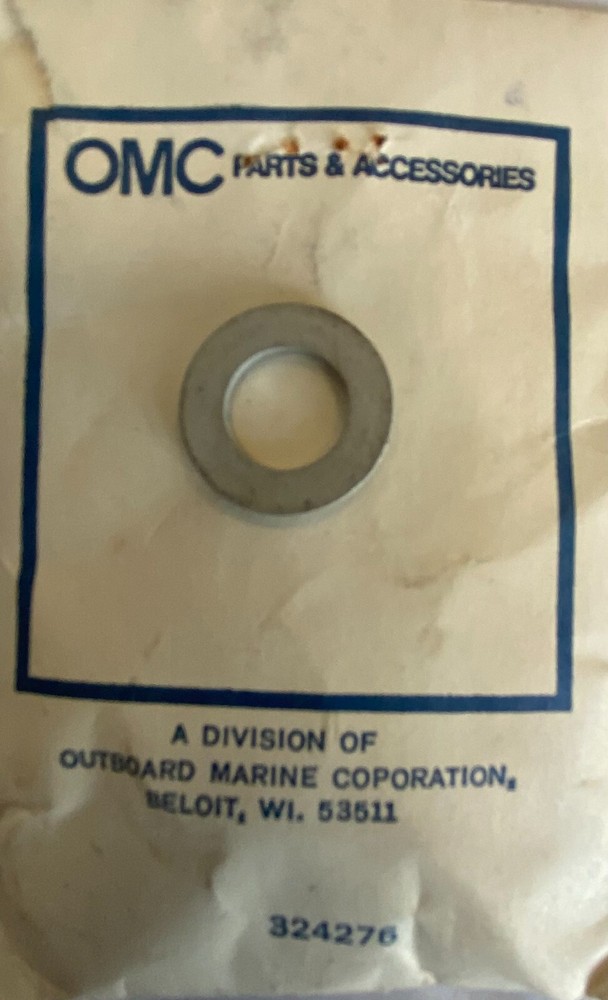 OMC PARTS & ACCESSORIES
A DIVISION OF
OUTBOARD MARINE COPORATION,
BELOIT, WI. 53511
324276